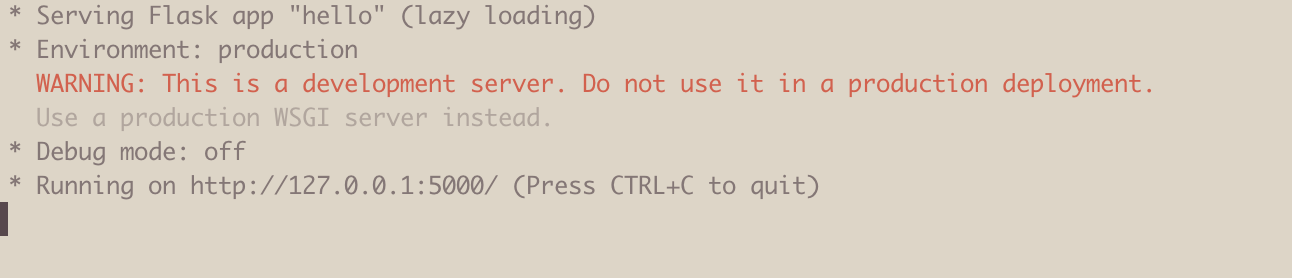 * Serving Flask app "hello" (lazy loading)
* Environment: production
WARNING: This is a development server. Do not use it in a production deployment.
Use a production WSGI server instead.
* Debug mode: off
* Running on http://127.0.0.1:5000/ (Press CTRL+C to quit)